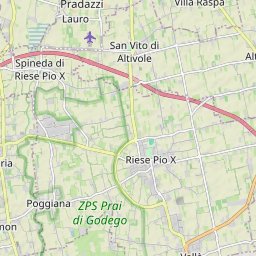 Pradazzi
Villa Raspa
Lauro
San Vito di
Altivole
Spineda di
Riese Pio X
Riese Pio X
Poggiana
ZPS Prai
di Godego